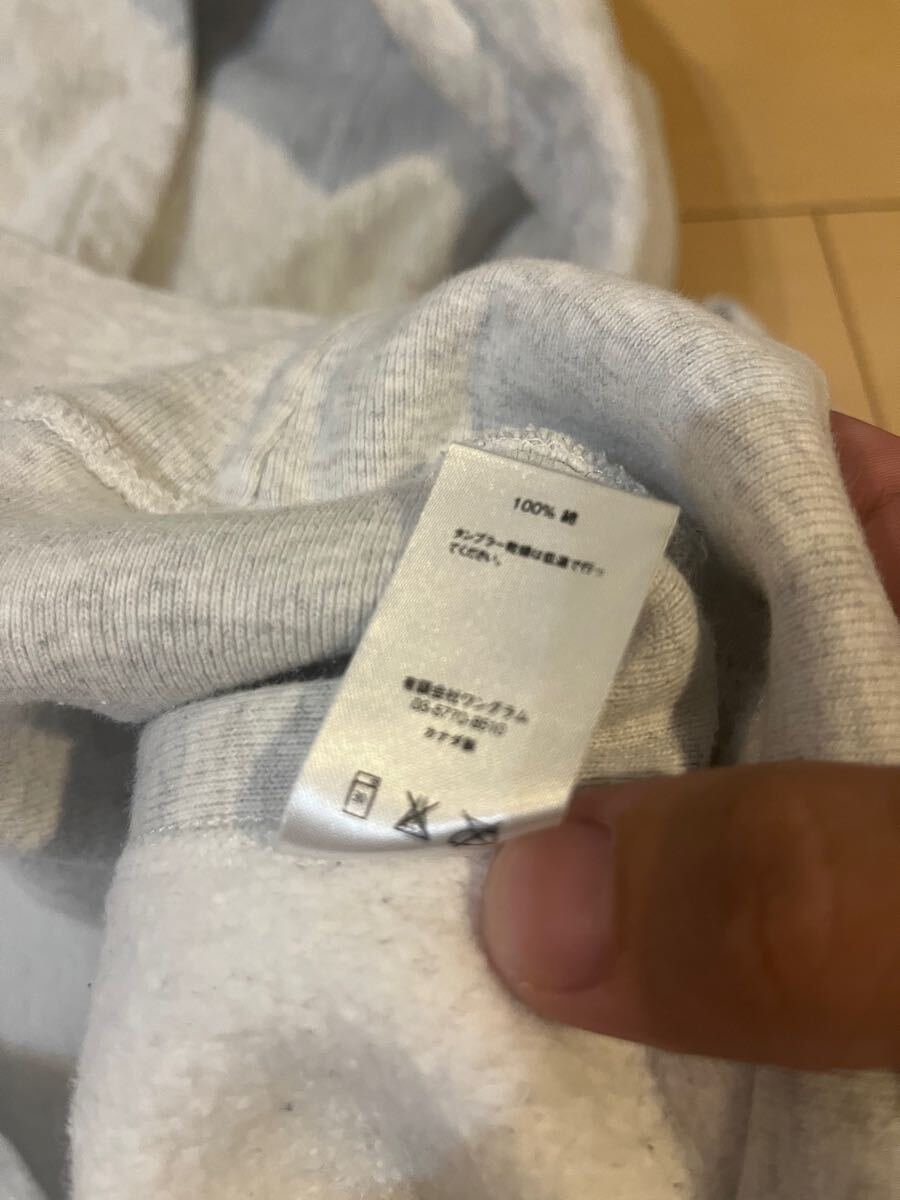 100% 綿
タンブラー乾燥は低温で行っ
てください。
有限会社ワングラム
03-5770-8510
カナダ製